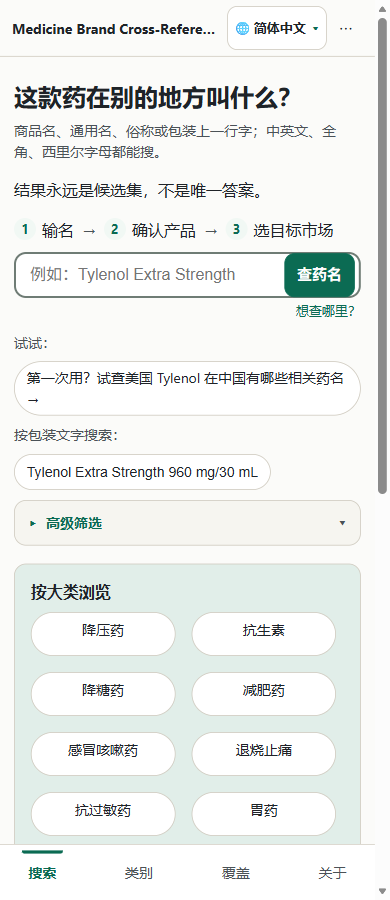 Medicine Brand Cross-Refere...
简体中文
这款药在别的地方叫什么？
商品名、通用名、俗称或包装上一行字；中英文、全
角、西里尔字母都能搜。
结果永远是候选集，不是唯一答案。
1 输名 → 2 确认产品 → 3 选目标市场
例如：Tylenol Extra Strength
查药名
想查哪里？
试试：
第一次用？试查美国 Tylenol 在中国有哪些相关药名
→
按包装文字搜索：
Tylenol Extra Strength 960 mg/30 mL
高级筛选
按大类浏览
降压药
抗生素
降糖药
减肥药
感冒咳嗽药
退烧止痛
抗过敏药
胃药
搜索
类别
覆盖
关于